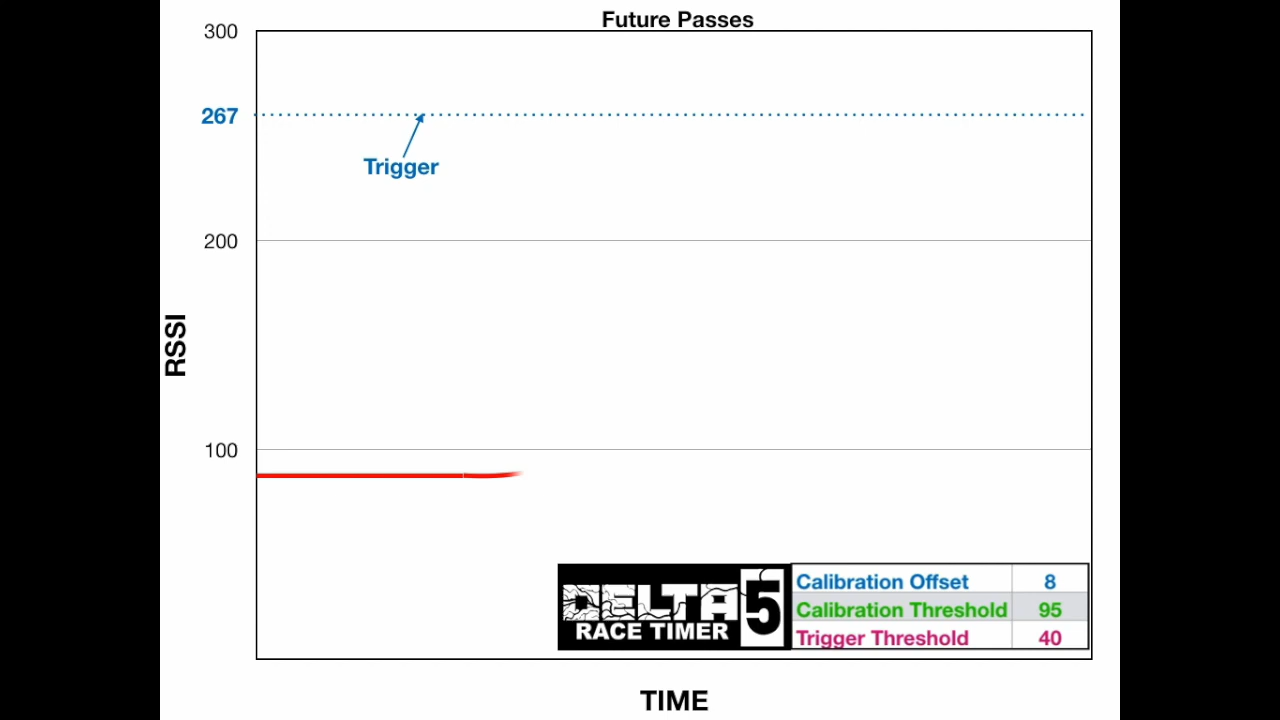 Future Passes
300
267
Trigger
200
RSSI
100
DELTA 5
RACE TIMER
Calibration Offset 8
Calibration Threshold 95
Trigger Threshold 40
TIME